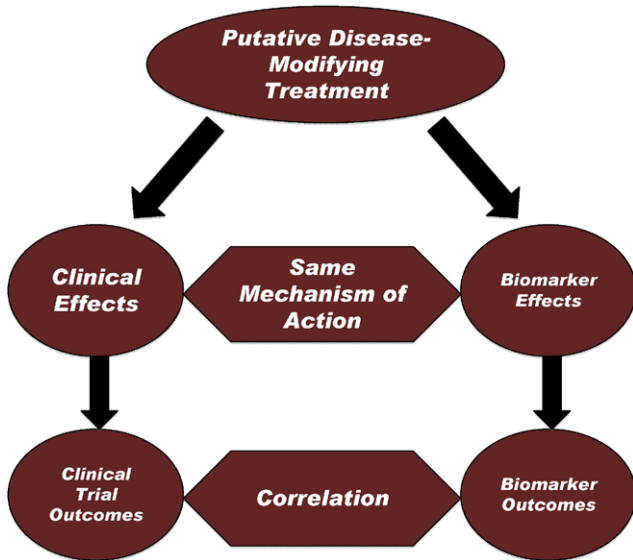 Putative Disease-
Modifying
Treatment
Clinical
Effects
Same
Mechanism of
Action
Biomarker
Effects
Clinical
Trial
Outcomes
Correlation
Biomarker
Outcomes